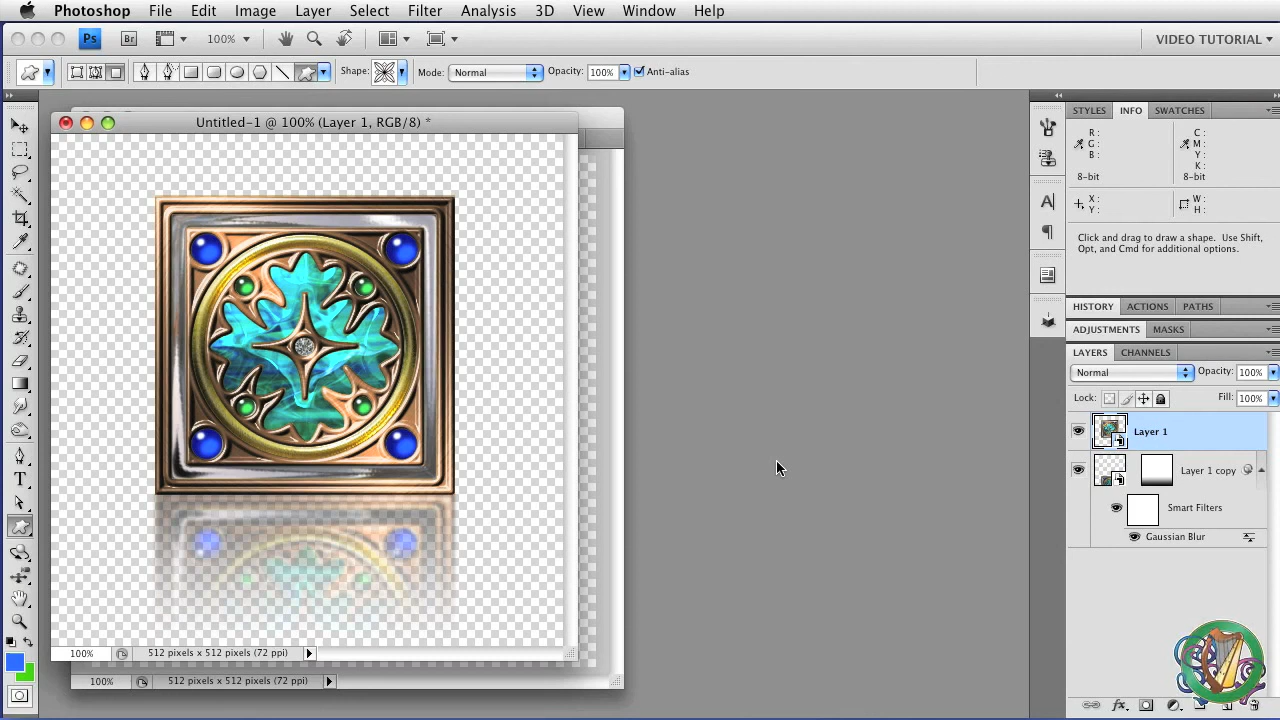 Photoshop File Edit Image Layer Select Filter Analysis 3D View Window Help
Ps Br 100% VIDEO TUTORIAL
Shape: Mode: Normal Opacity: 100% Anti-alias
Untitled-1 @ 100% (Layer 1, RGB/8) *
100% 512 pixels x 512 pixels (72 ppi)
100% 512 pixels x 512 pixels (72 ppi)
T
STYLES INFO SWATCHES
R : C :
G : M :
B : Y :
K :
8-bit 8-bit
X : W :
Y : H :
Click and drag to draw a shape. Use Shift,
Opt, and Cmd for additional options.
A
HISTORY ACTIONS PATHS
ADJUSTMENTS MASKS
LAYERS CHANNELS
Normal Opacity: 100%
Lock: Fill: 100%
Layer 1
Layer 1 copy
Smart Filters
Gaussian Blur
fx